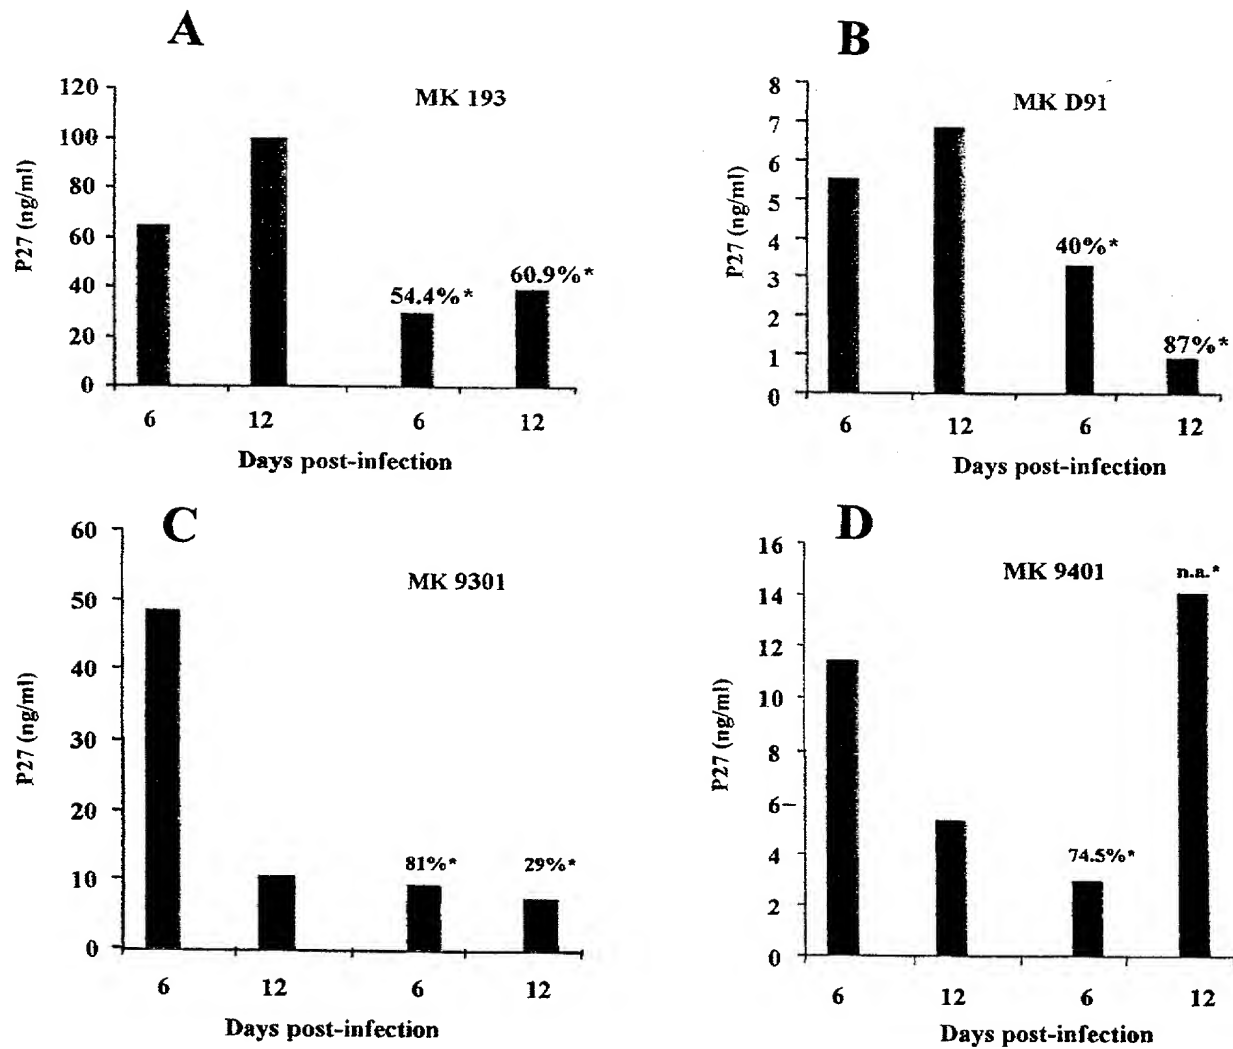 A
MK 193
P27 (ng/ml)
120
100
80
60
40
20
0
54.4%*
60.9%*
6 12 6 12
Days post-infection
B
MK D91
P27 (ng/ml)
8
7
6
5
4
3
2
1
0
40%*
87%*
6 12 6 12
Days post-infection
C
MK 9301
P27 (ng/ml)
60
50
40
30
20
10
0
81%*
29%*
6 12 6 12
Days post-infection
D
MK 9401
P27 (ng/ml)
16
14
12
10
8
6
4
2
0
74.5%*
n.a.*
6 12 6 12
Days post-infection